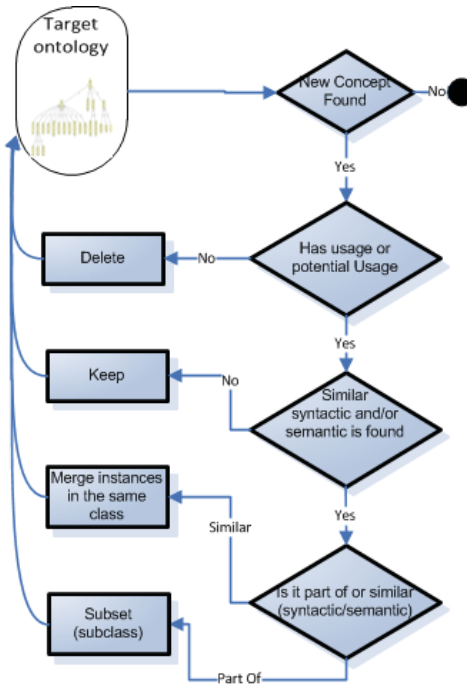 Target
ontology
New Concept
Found
No
Yes
Has usage or
potential Usage
No
Delete
Yes
Similar
syntactic and/or
semantic is found
No
Keep
Yes
Merge instances
in the same
class
Similar
Is it part of or similar
(syntactic/semantic)
Subset
(subclass)
Part Of